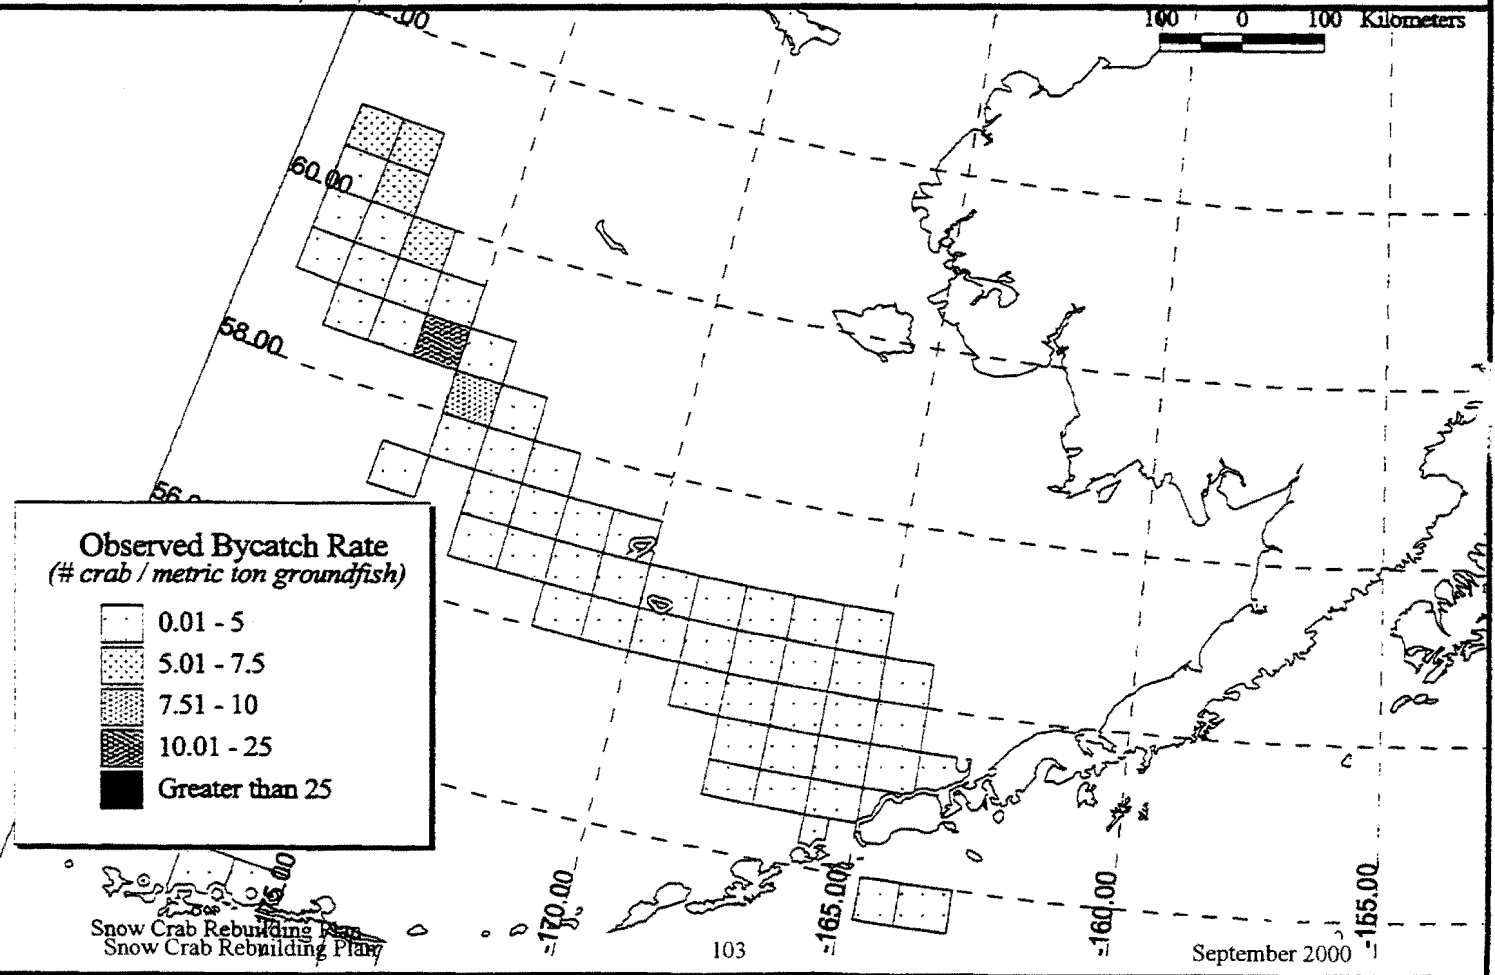 100 0 100 Kilometers
60.00
58.00
Observed Bycatch Rate
(# crab / metric ton groundfish)
0.01 - 5
5.01 - 7.5
7.51 - 10
10.01 - 25
Greater than 25
-170.00
-165.00
-160.00
-155.00
Snow Crab Rebuilding Plan
Snow Crab Rebuilding Plan
103
September 2000